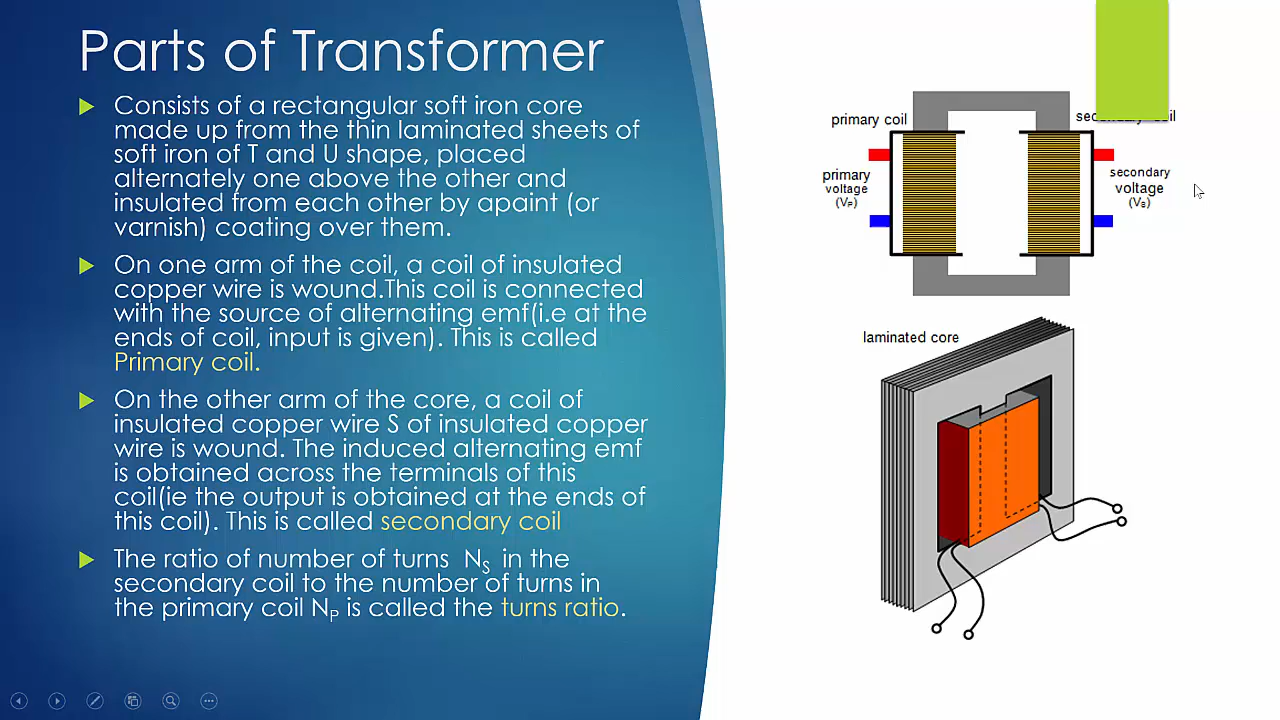 Parts of Transformer
Consists of a rectangular soft iron core
made up from the thin laminated sheets of
soft iron of T and U shape, placed
alternately one above the other and
insulated from each other by apaint (or
varnish) coating over them.
On one arm of the coil, a coil of insulated
copper wire is wound.This coil is connected
with the source of alternating emf(i.e at the
ends of coil, input is given). This is called
Primary coil.
On the other arm of the core, a coil of
insulated copper wire S of insulated copper
wire is wound. The induced alternating emf
is obtained across the terminals of this
coil(ie the output is obtained at the ends of
this coil). This is called secondary coil
The ratio of number of turns  NS in the
secondary coil to the number of turns in
the primary coil NP is called the turns ratio.
primary coil
primary
voltage
(VP)
secondary
voltage
(VS)
laminated core